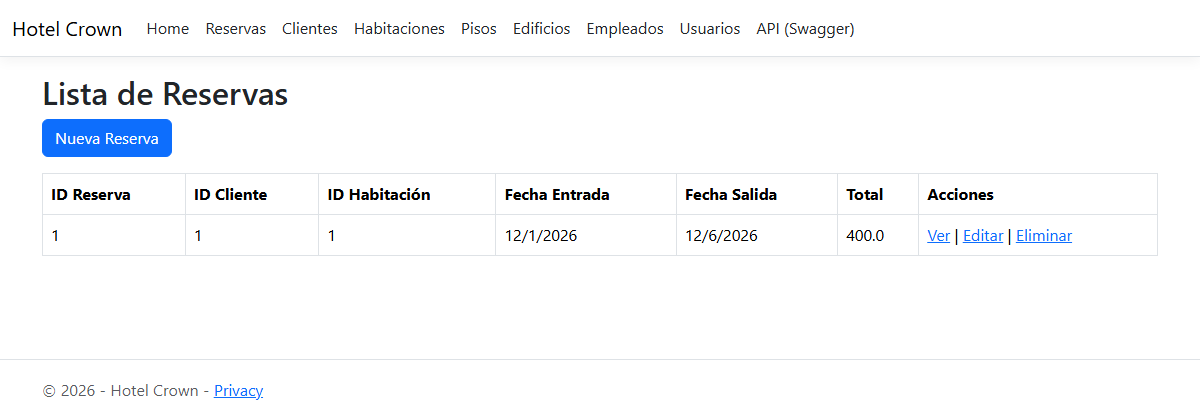 Hotel Crown Home Reservas Clientes Habitaciones Pisos Edificios Empleados Usuarios API (Swagger)
Lista de Reservas
Nueva Reserva
ID Reserva ID Cliente ID Habitación Fecha Entrada Fecha Salida Total Acciones
1 1 1 12/1/2026 12/6/2026 400.0 Ver | Editar | Eliminar
© 2026 - Hotel Crown - Privacy